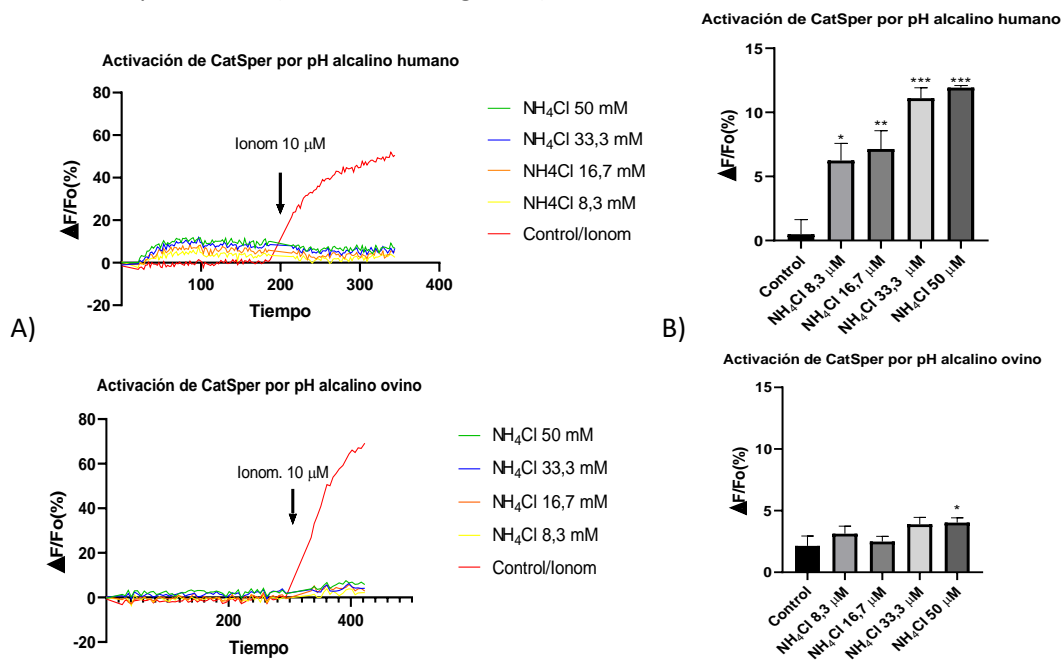 Activación de CatSper por pH alcalino humano
80
60
40
20
0
-20
100
200
300
400
ΔF/Fo(%)
Tiempo
Ionom 10 μM
NH₄Cl 50 mM
NH₄Cl 33,3 mM
NH4Cl 16,7 mM
NH4Cl 8,3 mM
Control/Ionom
A)
Activación de CatSper por pH alcalino humano
15
10
5
0
ΔF/Fo(%)
*
**
***
***
Control
NH₄Cl 8,3 μM
NH₄Cl 16,7 μM
NH₄Cl 33,3 μM
NH₄Cl 50 μM
B)
Activación de CatSper por pH alcalino ovino
80
60
40
20
0
-20
200
400
ΔF/Fo(%)
Tiempo
Ionom. 10 μM
NH₄Cl 50 mM
NH₄Cl 33,3 mM
NH₄Cl 16,7 mM
NH₄Cl 8,3 mM
Control/Ionom
Activación de CatSper por pH alcalino ovino
15
10
5
0
ΔF/Fo(%)
*
Control
NH₄Cl 8,3 μM
NH₄Cl 16,7 μM
NH₄Cl 33,3 μM
NH₄Cl 50 μM